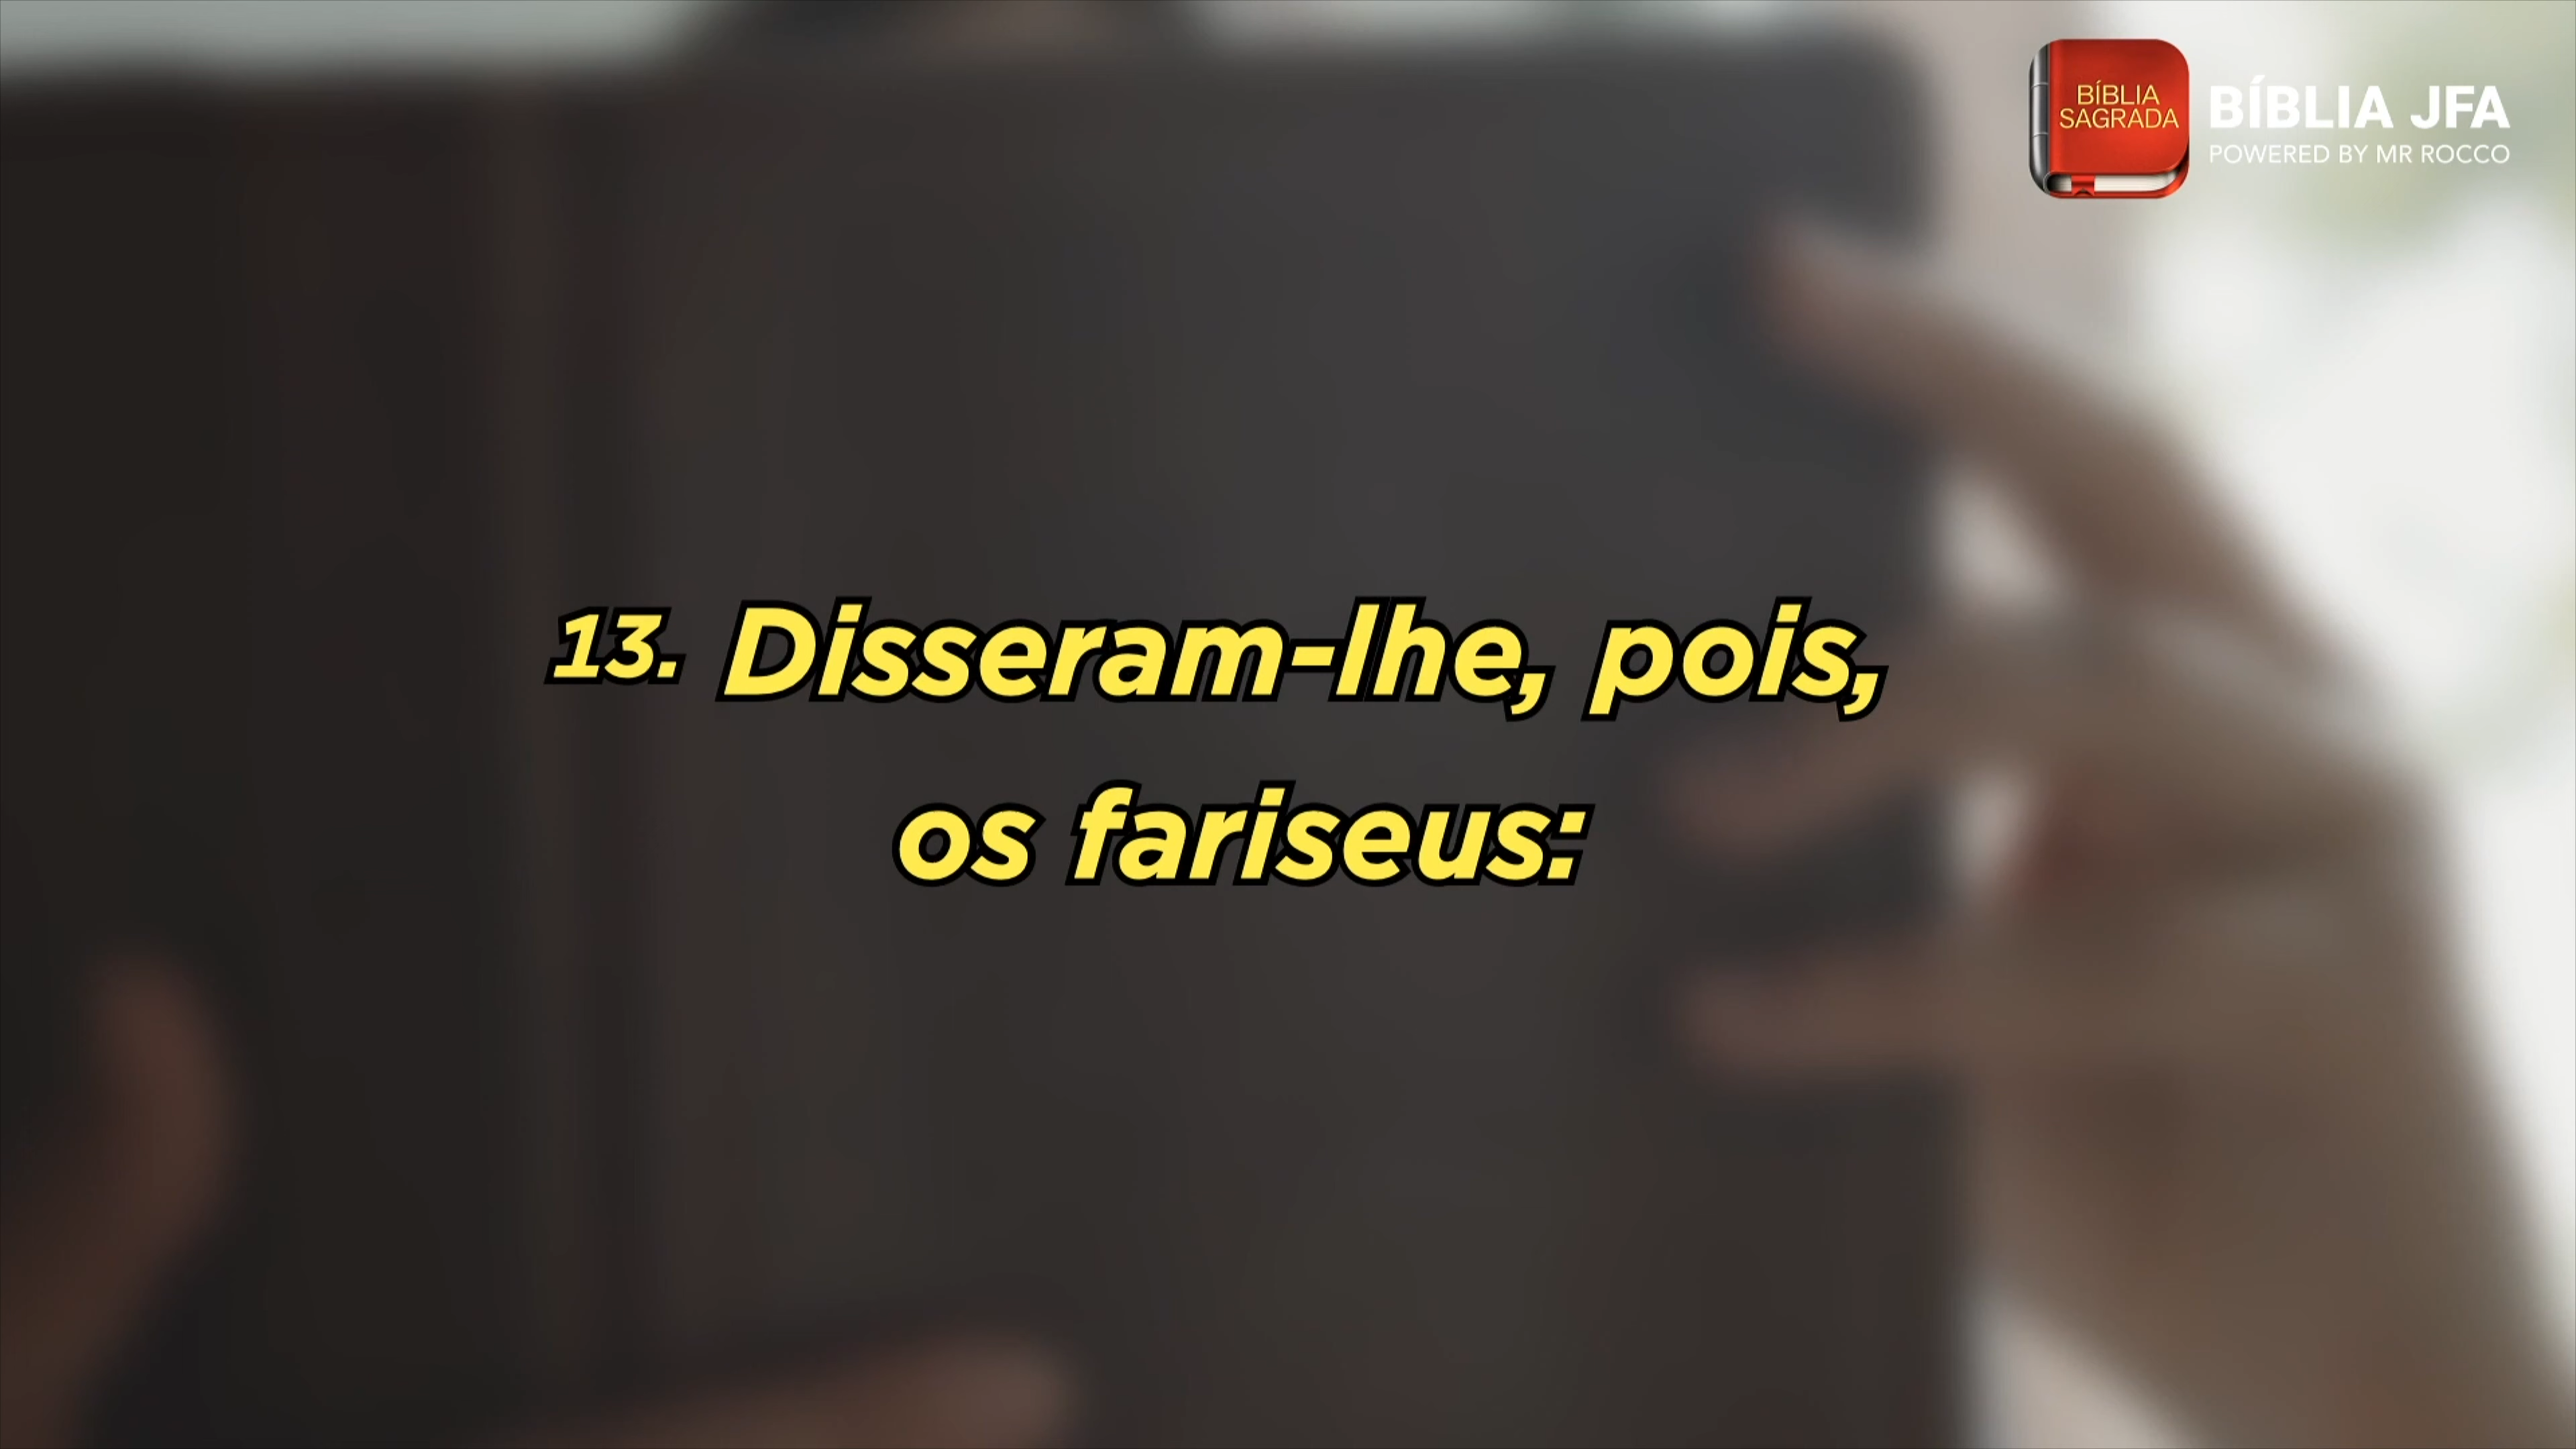 BÍBLIA
SAGRADA
BÍBLIA JFA
POWERED BY MR ROCCO
13. Disseram-lhe, pois,
os fariseus: